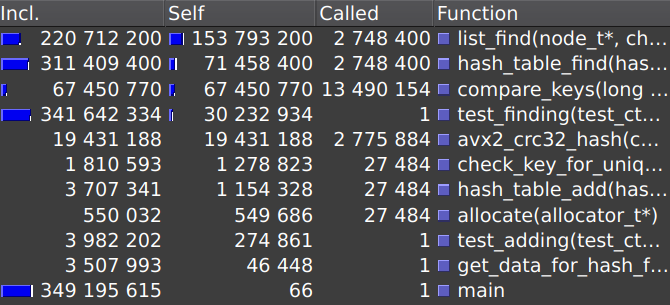 Incl. Self Called Function
220 712 200 153 793 200 2 748 400 list_find(node_t*, ch...
311 409 400 71 458 400 2 748 400 hash_table_find(has...
67 450 770 67 450 770 13 490 154 compare_keys(long ...
341 642 334 30 232 934 1 test_finding(test_ct...
19 431 188 19 431 188 2 775 884 avx2_crc32_hash(c...
1 810 593 1 278 823 27 484 check_key_for_uniq...
3 707 341 1 154 328 27 484 hash_table_add(has...
550 032 549 686 27 484 allocate(allocator_t*)
3 982 202 274 861 1 test_adding(test_ct...
3 507 993 46 448 1 get_data_for_hash_f...
349 195 615 66 1 main